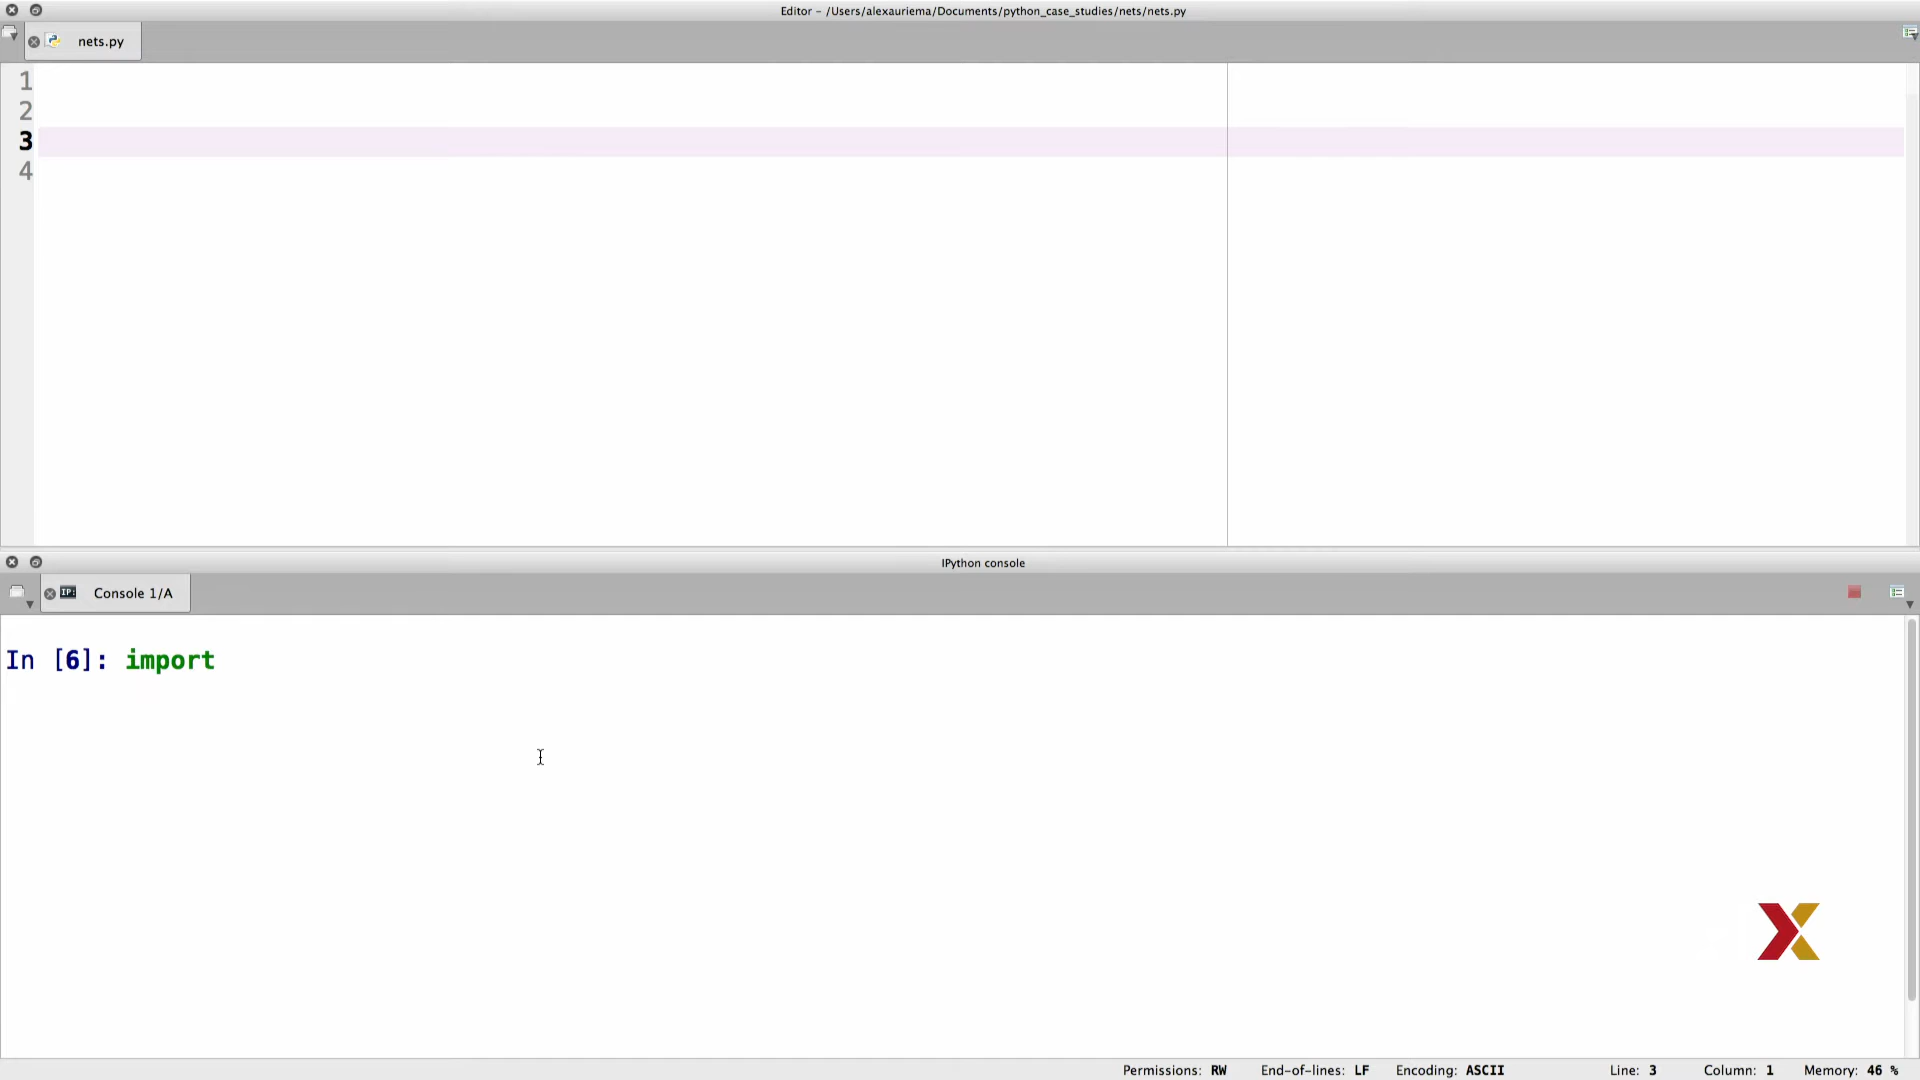 Editor - /Users/alexauriema/Documents/python_case_studies/nets/nets.py
nets.py
1
2
3
4
IPython console
IP: Console 1/A
In [6]: import
Permissions: RW End-of-lines: LF Encoding: ASCII Line: 3 Column: 1 Memory: 46 %